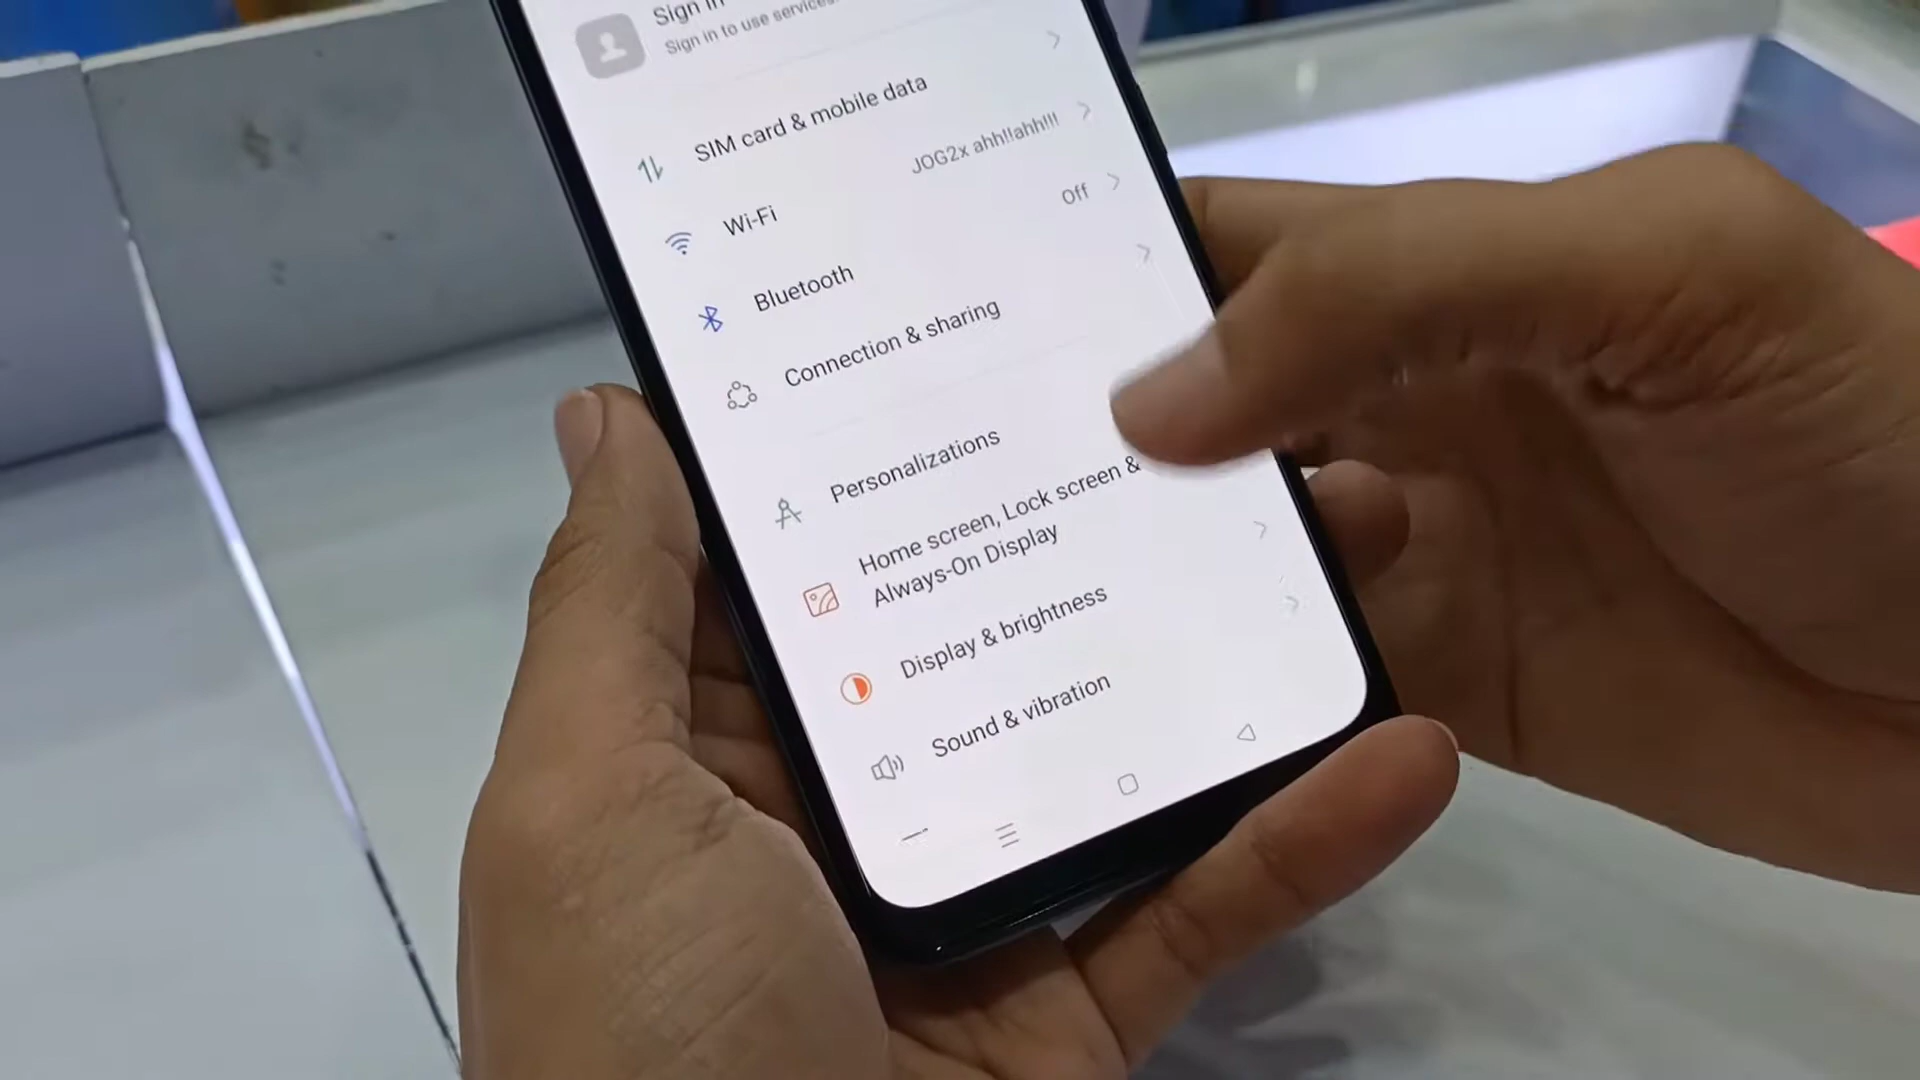 Sign in
Sign in to use services.
SIM card & mobile data
Wi-Fi
JOG2x ahh!!ahh!!!
Bluetooth
Off
Connection & sharing
Personalizations
Home screen, Lock screen &
Always-On Display
Display & brightness
Sound & vibration